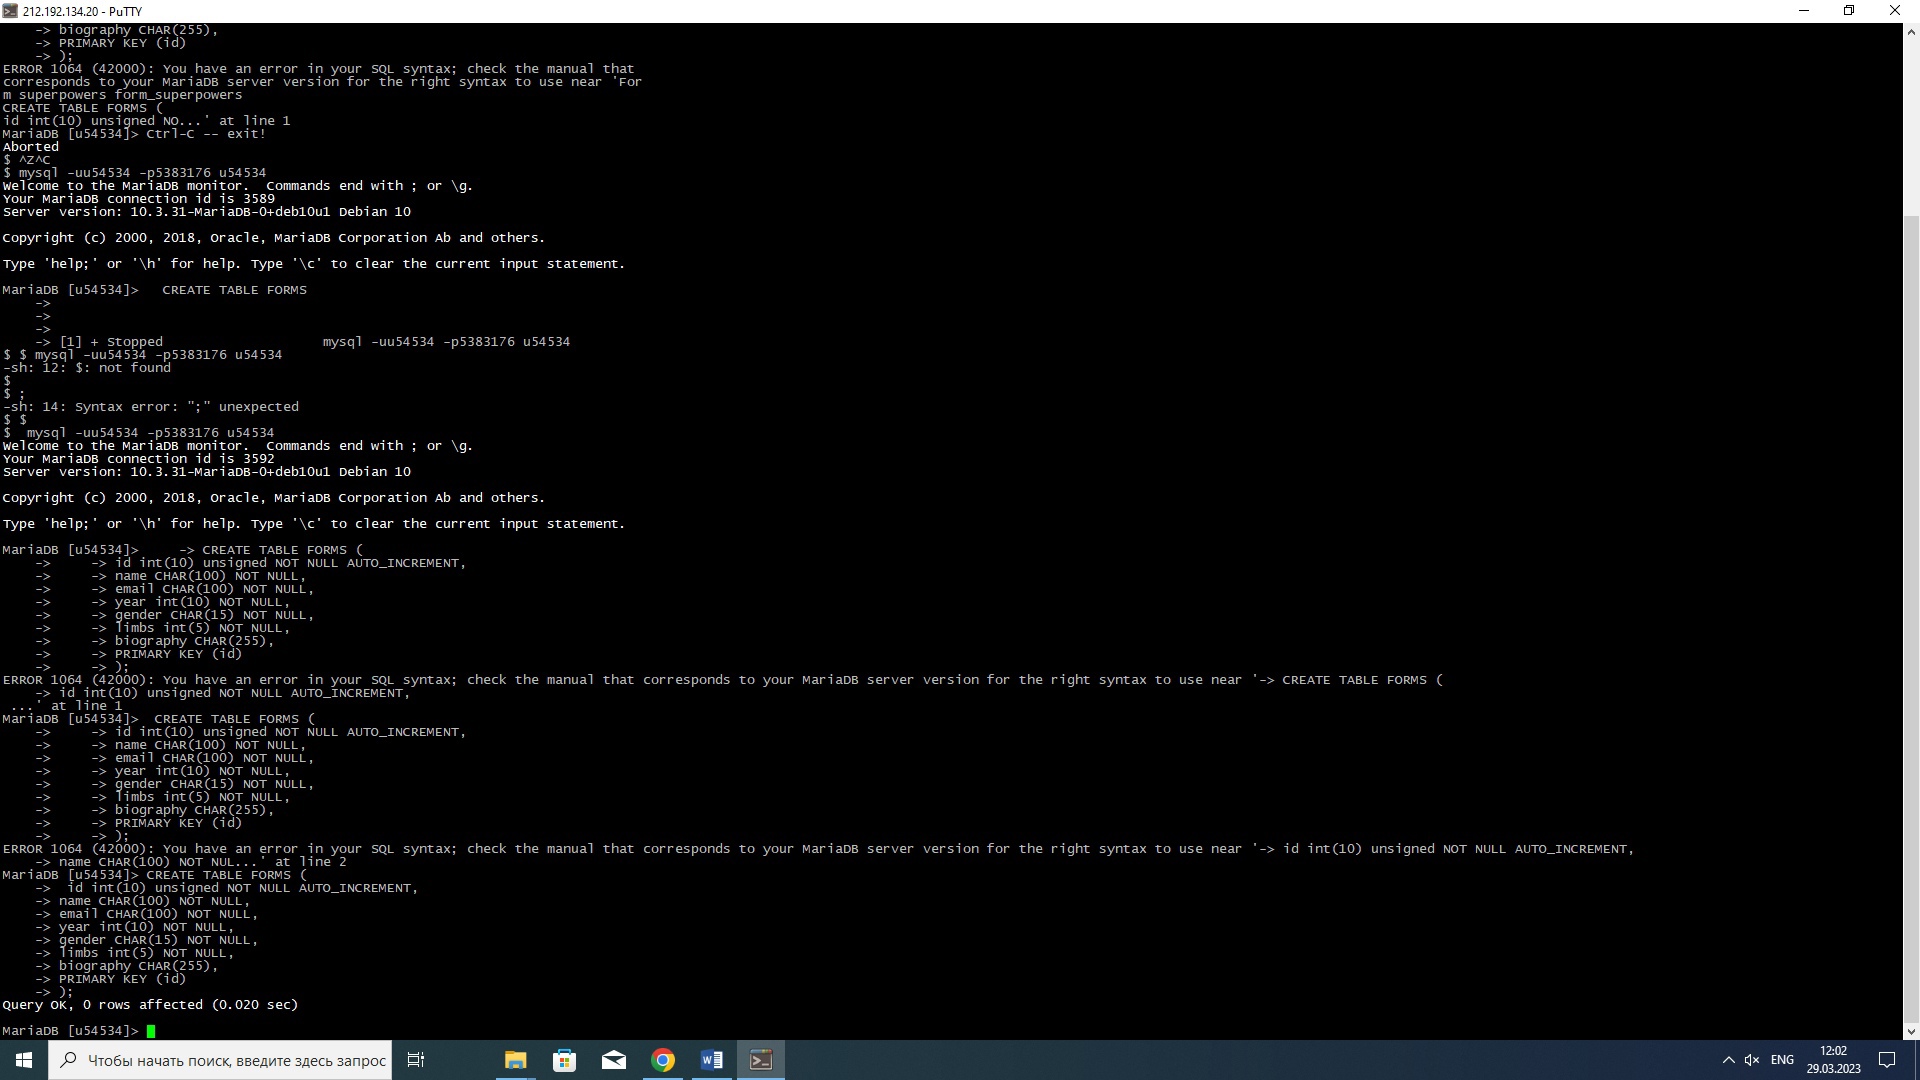 212.192.134.20 - PuTTY
    -> biography CHAR(255),
    -> PRIMARY KEY (id)
    -> );
ERROR 1064 (42000): You have an error in your SQL syntax; check the manual that
corresponds to your MariaDB server version for the right syntax to use near 'For
m superpowers form_superpowers
CREATE TABLE FORMS (
id int(10) unsigned NO...' at line 1
MariaDB [u54534]> Ctrl-C -- exit!
Aborted
$ ^Z^C
$ mysql -uu54534 -p5383176 u54534
Welcome to the MariaDB monitor.  Commands end with ; or \g.
Your MariaDB connection id is 3589
Server version: 10.3.31-MariaDB-0+deb10u1 Debian 10
Copyright (c) 2000, 2018, Oracle, MariaDB Corporation Ab and others.
Type 'help;' or '\h' for help. Type '\c' to clear the current input statement.
MariaDB [u54534]>   CREATE TABLE FORMS
    ->
    ->
    ->
    -> [1] + Stopped                    mysql -uu54534 -p5383176 u54534
$ $ mysql -uu54534 -p5383176 u54534
-sh: 12: $: not found
$
$ ;
-sh: 14: Syntax error: ";" unexpected
$ $
$  mysql -uu54534 -p5383176 u54534
Welcome to the MariaDB monitor.  Commands end with ; or \g.
Your MariaDB connection id is 3592
Server version: 10.3.31-MariaDB-0+deb10u1 Debian 10
Copyright (c) 2000, 2018, Oracle, MariaDB Corporation Ab and others.
Type 'help;' or '\h' for help. Type '\c' to clear the current input statement.
MariaDB [u54534]>     -> CREATE TABLE FORMS (
    ->     -> id int(10) unsigned NOT NULL AUTO_INCREMENT,
    ->     -> name CHAR(100) NOT NULL,
    ->     -> email CHAR(100) NOT NULL,
    ->     -> year int(10) NOT NULL,
    ->     -> gender CHAR(15) NOT NULL,
    ->     -> limbs int(5) NOT NULL,
    ->     -> biography CHAR(255),
    ->     -> PRIMARY KEY (id)
    ->     -> );
ERROR 1064 (42000): You have an error in your SQL syntax; check the manual that corresponds to your MariaDB server version for the right syntax to use near '-> CREATE TABLE FORMS (
    -> id int(10) unsigned NOT NULL AUTO_INCREMENT,
 ...' at line 1
MariaDB [u54534]>  CREATE TABLE FORMS (
    ->     -> id int(10) unsigned NOT NULL AUTO_INCREMENT,
    ->     -> name CHAR(100) NOT NULL,
    ->     -> email CHAR(100) NOT NULL,
    ->     -> year int(10) NOT NULL,
    ->     -> gender CHAR(15) NOT NULL,
    ->     -> limbs int(5) NOT NULL,
    ->     -> biography CHAR(255),
    ->     -> PRIMARY KEY (id)
    ->     -> );
ERROR 1064 (42000): You have an error in your SQL syntax; check the manual that corresponds to your MariaDB server version for the right syntax to use near '-> id int(10) unsigned NOT NULL AUTO_INCREMENT,
    -> name CHAR(100) NOT NUL...' at line 2
MariaDB [u54534]> CREATE TABLE FORMS (
    ->  id int(10) unsigned NOT NULL AUTO_INCREMENT,
    -> name CHAR(100) NOT NULL,
    -> email CHAR(100) NOT NULL,
    -> year int(10) NOT NULL,
    -> gender CHAR(15) NOT NULL,
    -> limbs int(5) NOT NULL,
    -> biography CHAR(255),
    -> PRIMARY KEY (id)
    -> );
Query OK, 0 rows affected (0.020 sec)
MariaDB [u54534]>
Чтобы начать поиск, введите здесь запрос
ENG
12:02
29.03.2023